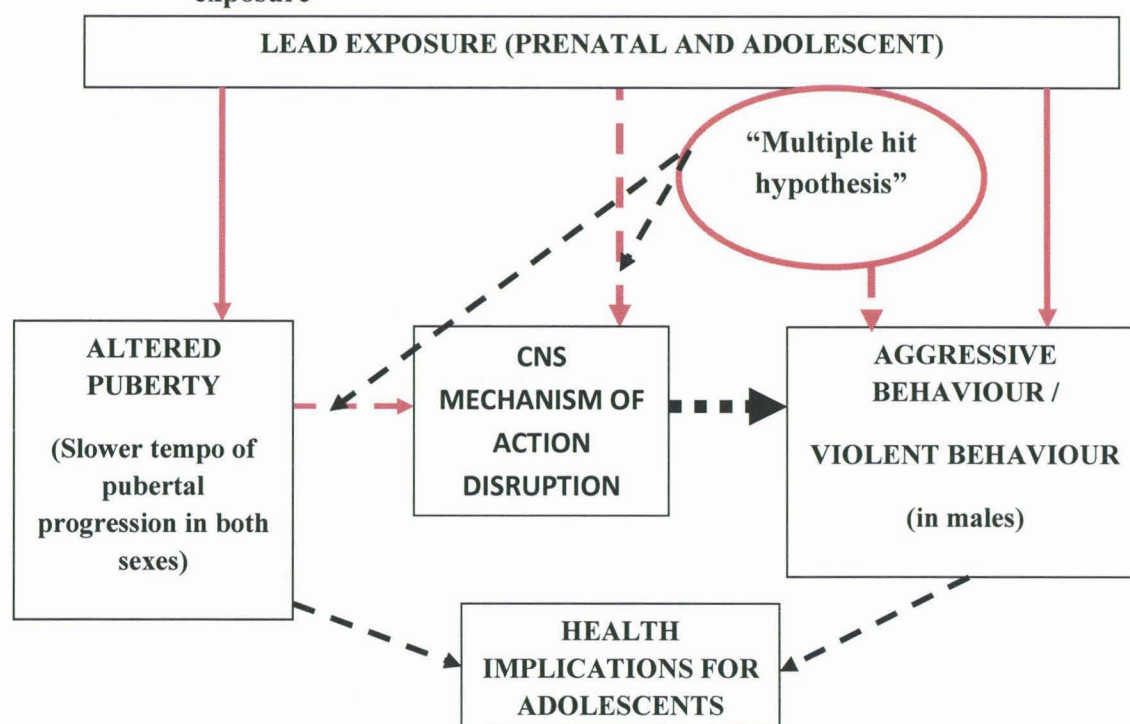 exposure
LEAD EXPOSURE (PRENATAL AND ADOLESCENT)
“Multiple hit
hypothesis”
ALTERED
PUBERTY
(Slower tempo of
pubertal
progression in both
sexes)
CNS
MECHANISM OF
ACTION
DISRUPTION
AGGRESSIVE
BEHAVIOUR /
VIOLENT BEHAVIOUR
(in males)
HEALTH
IMPLICATIONS FOR
ADOLESCENTS